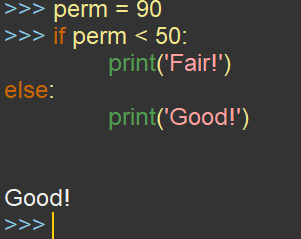 >>> perm = 90
>>> if perm < 50:
        print('Fair!')
else:
        print('Good!')
Good!
>>>